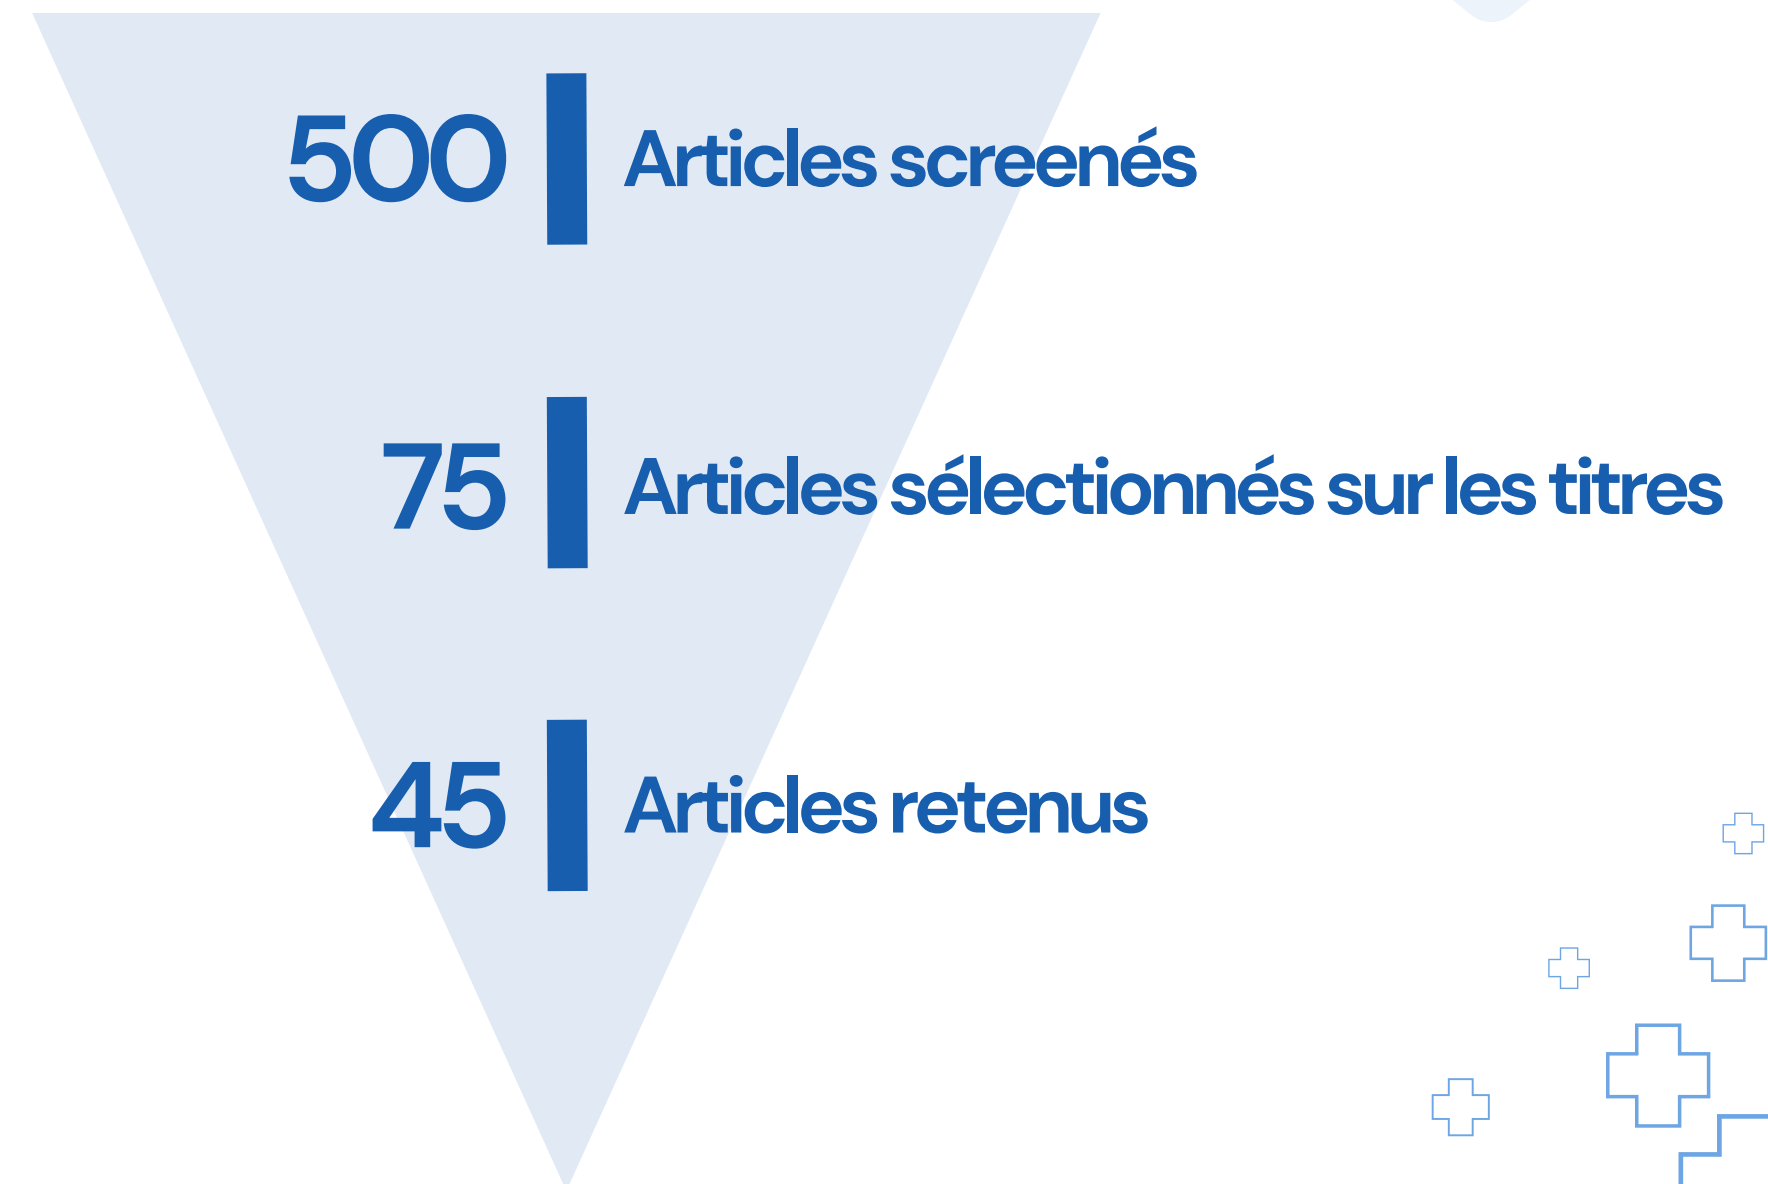 500 Articles screenés
75 Articles sélectionnés sur les titres
45 Articles retenus